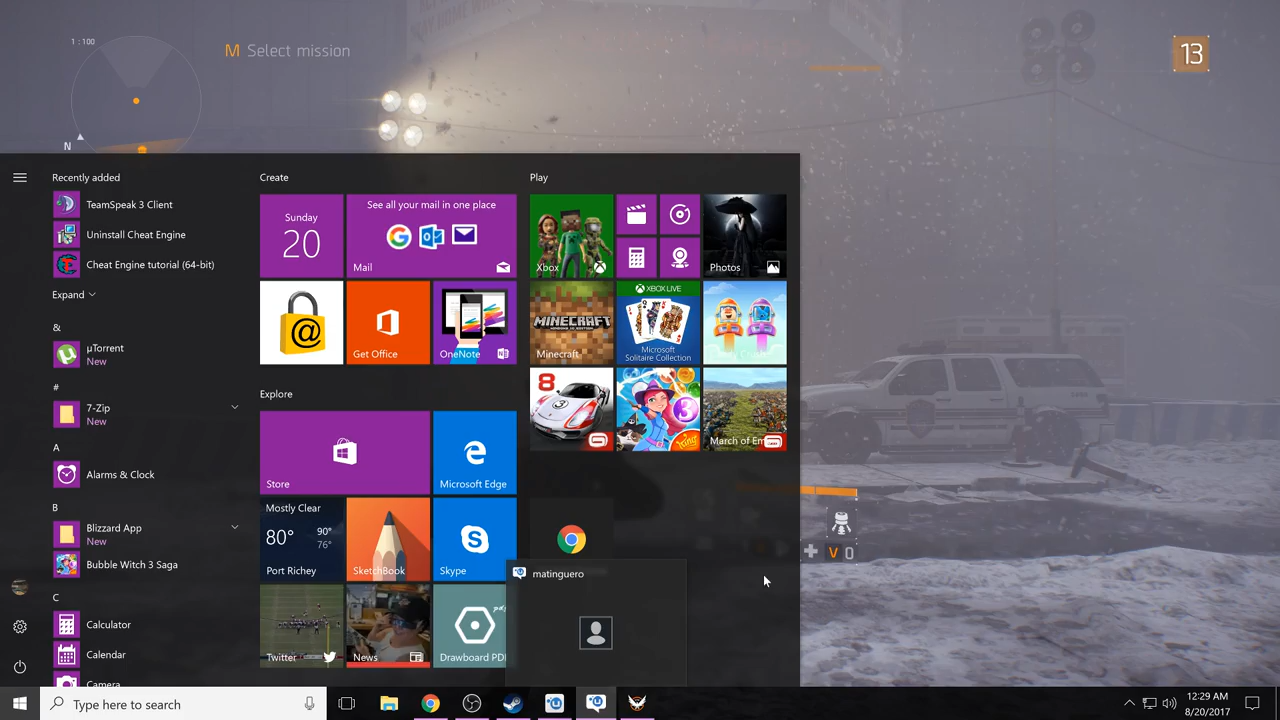 1 : 100
M Select mission
13
N
Recently added
TeamSpeak 3 Client
Uninstall Cheat Engine
Cheat Engine tutorial (64-bit)
Expand
&
µTorrent
New
#
7-Zip
New
A
Alarms & Clock
B
Blizzard App
New
Bubble Witch 3 Saga
C
Calculator
Calendar
Camera
Create
Sunday
20
See all your mail in one place
Mail
@
Get Office
OneNote
Explore
Store
Microsoft Edge
Mostly Clear
80°
90°
76°
Port Richey
SketchBook
Skype
Twitter
News
Drawboard PDF
Play
Xbox
Photos
Minecraft
MINECRAFT
XBOX LIVE
Microsoft
Solitaire Collection
8
3
King
March of Em
matinguero
V 0
Type here to search
12:29 AM
8/20/2017